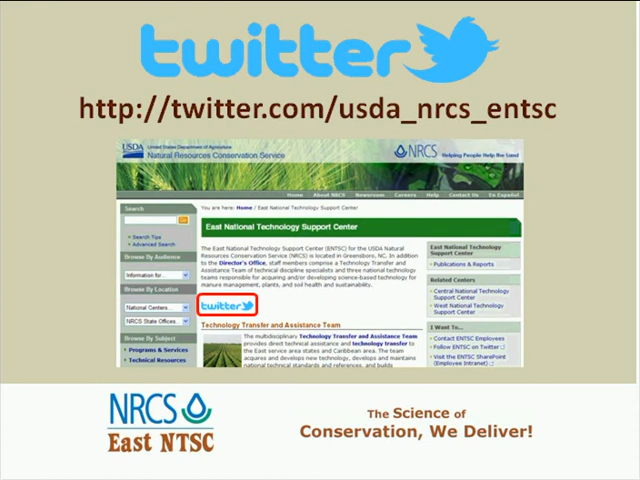 twitter
http://twitter.com/usda_nrcs_entsc
USDA United States Department of Agriculture
Natural Resources Conservation Service
NRCS Helping People Help the Land
Home About NRCS Newsroom Careers Help Contact Us En Español
Search
Go
Search Tips
Advanced Search
Browse By Audience
Information for...
Browse By Location
National Centers...
NRCS State Offices
Browse By Subject
Programs & Services
Technical Resources
You are here: Home / East National Technology Support Center
East National Technology Support Center
The East National Technology Support Center (ENTSC) for the USDA Natural
Resources Conservation Service (NRCS) is located in Greensboro, NC. In addition
to the Director's Office, staff members comprise a Technology Transfer and
Assistance Team of technical discipline specialists and three national technology
teams responsible for acquiring and/or developing science-based technology for
manure management, plants, and soil health and sustainability.
twitter
Technology Transfer and Assistance Team
The multidisciplinary Technology Transfer and Assistance Team
provides direct technical assistance and technology transfer to
the East service area states and Caribbean area. The team
acquires and develops new technology, develops and maintains
national technical standards and references, and builds
East National Technology
Support Center
Publications & Reports
Related Centers
Central National Technology
Support Center
West National Technology
Support Center
I Want To...
Contact ENTSC Employees
Follow ENTSC on Twitter
Visit the ENTSC SharePoint
(Employee Intranet)
NRCS
East NTSC
The Science of
Conservation, We Deliver!